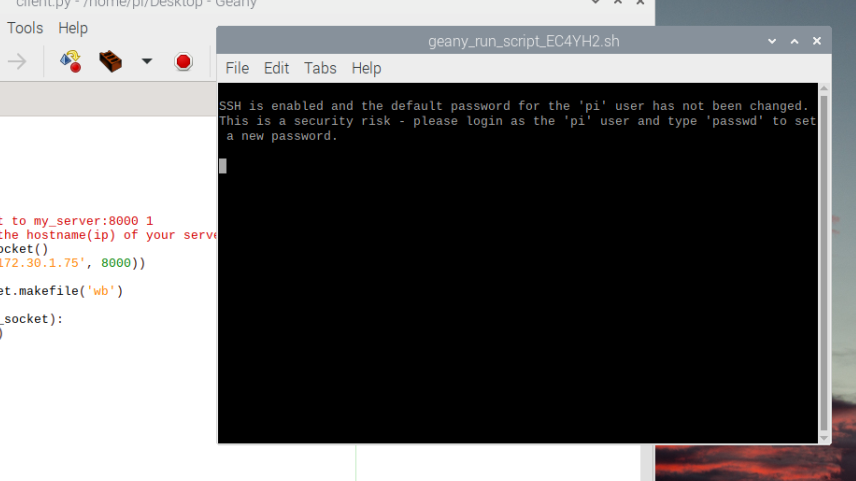 client.py - /home/pi/Desktop - Geany
Tools Help
geany_run_script_EC4YH2.sh
File Edit Tabs Help
SSH is enabled and the default password for the 'pi' user has not been changed.
This is a security risk - please login as the 'pi' user and type 'passwd' to set
a new password.
t to my_server:8000 1
the hostname(ip) of your serve
ocket()
172.30.1.75', 8000))
et.makefile('wb')
_socket):
)